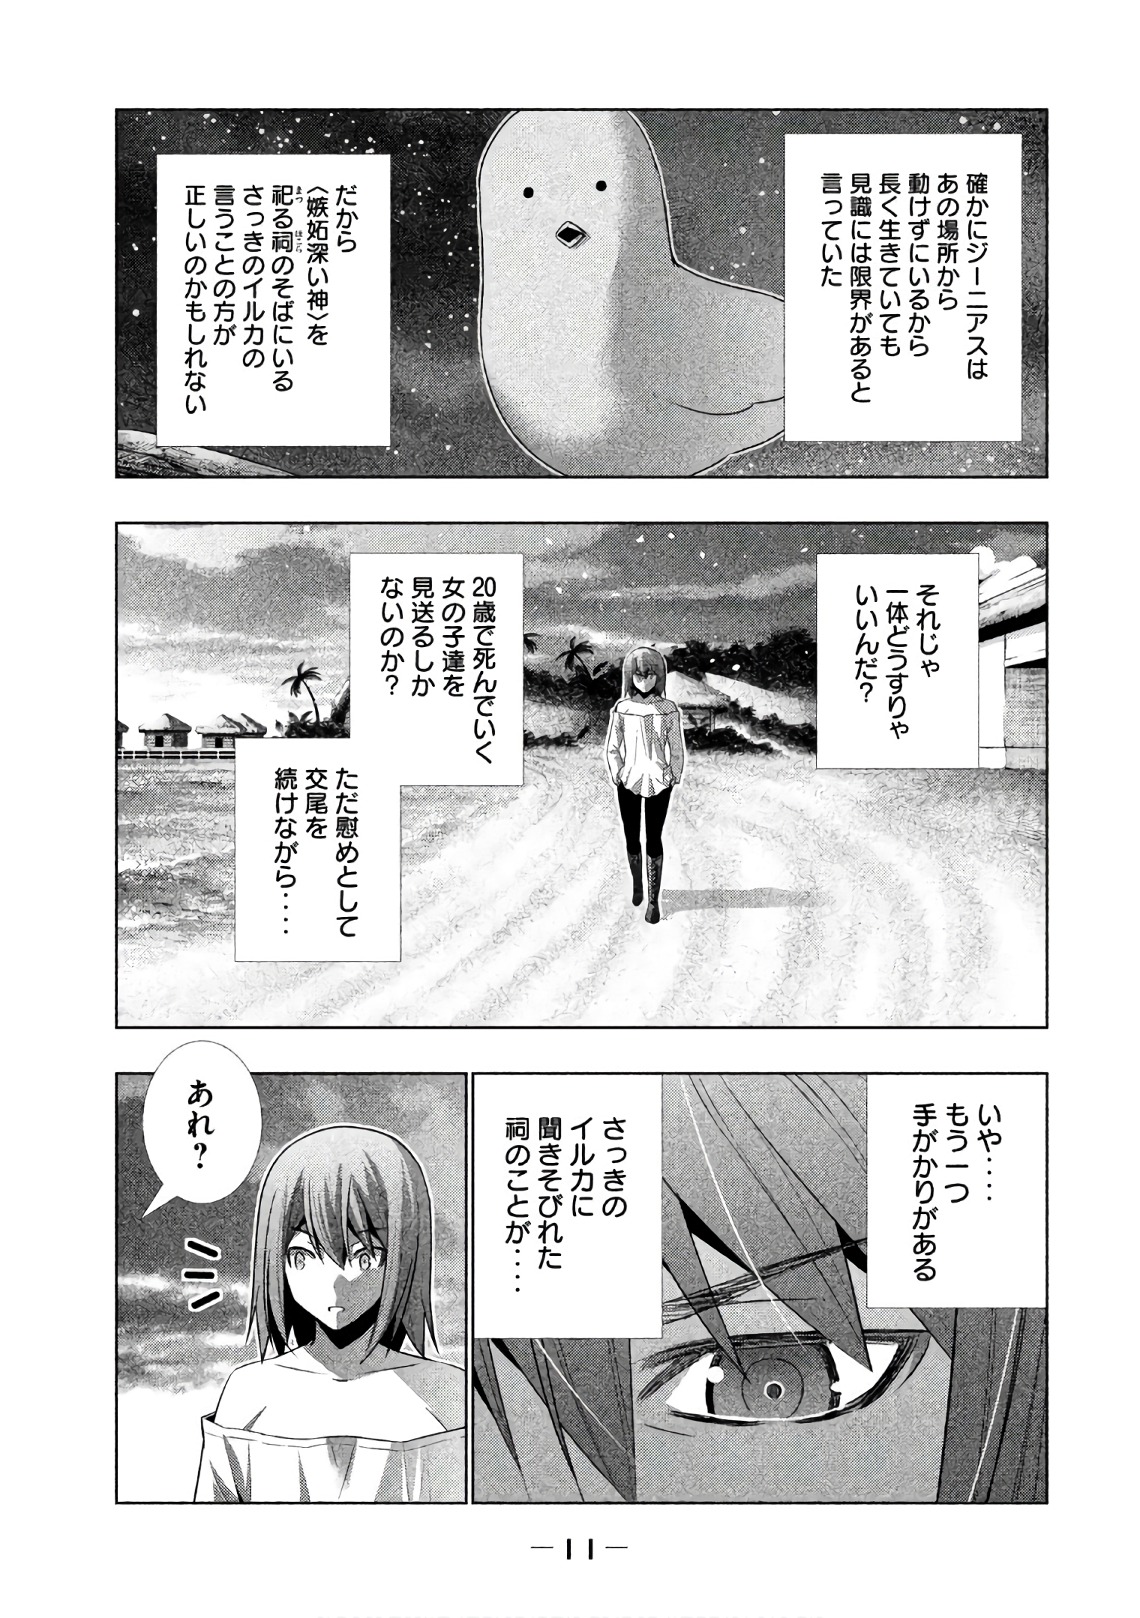 確かにジーニアスは
あの場所から
動けずにいるから
長く生きていても
見識には限界があると
言っていた
だから
〈嫉妬深い神〉を
祀る祠のそばにいる
さっきのイルカの
言うことの方が
正しいのかもしれない
まつ
ほこら
それじゃ
一体どうすりゃ
いいんだ？
20歳で死んでいく
女の子達を
見送るしか
ないのか？
ただ慰めとして
交尾を
続けながら‥‥
いや‥‥
もう一つ
手がかりがある
さっきの
イルカに
聞きそびれた
祠のことが‥‥
あれ？
―11―